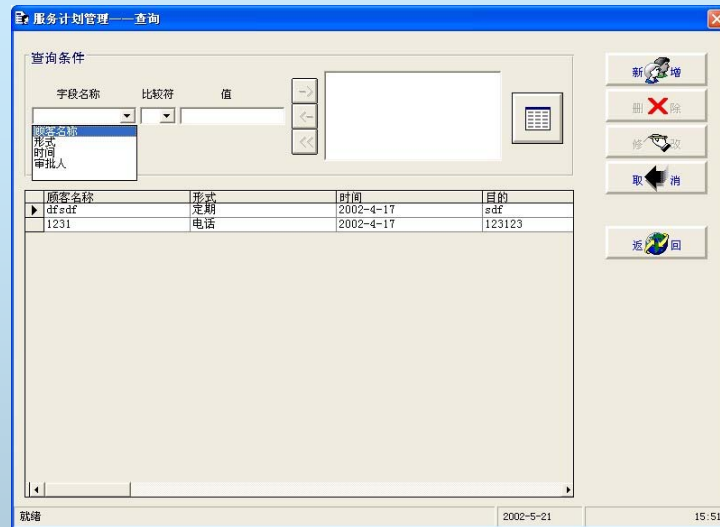 服务计划管理——查询
查询条件
字段名称 比较符 值
-> 
<-
<<
顾客名称
形式
时间
审批人
新增
删除
修改
取消
返回
顾客名称 形式 时间 目的
dfsdf 定期 2002-4-17 sdf
1231 电话 2002-4-17 123123
就绪 2002-5-21 15:51